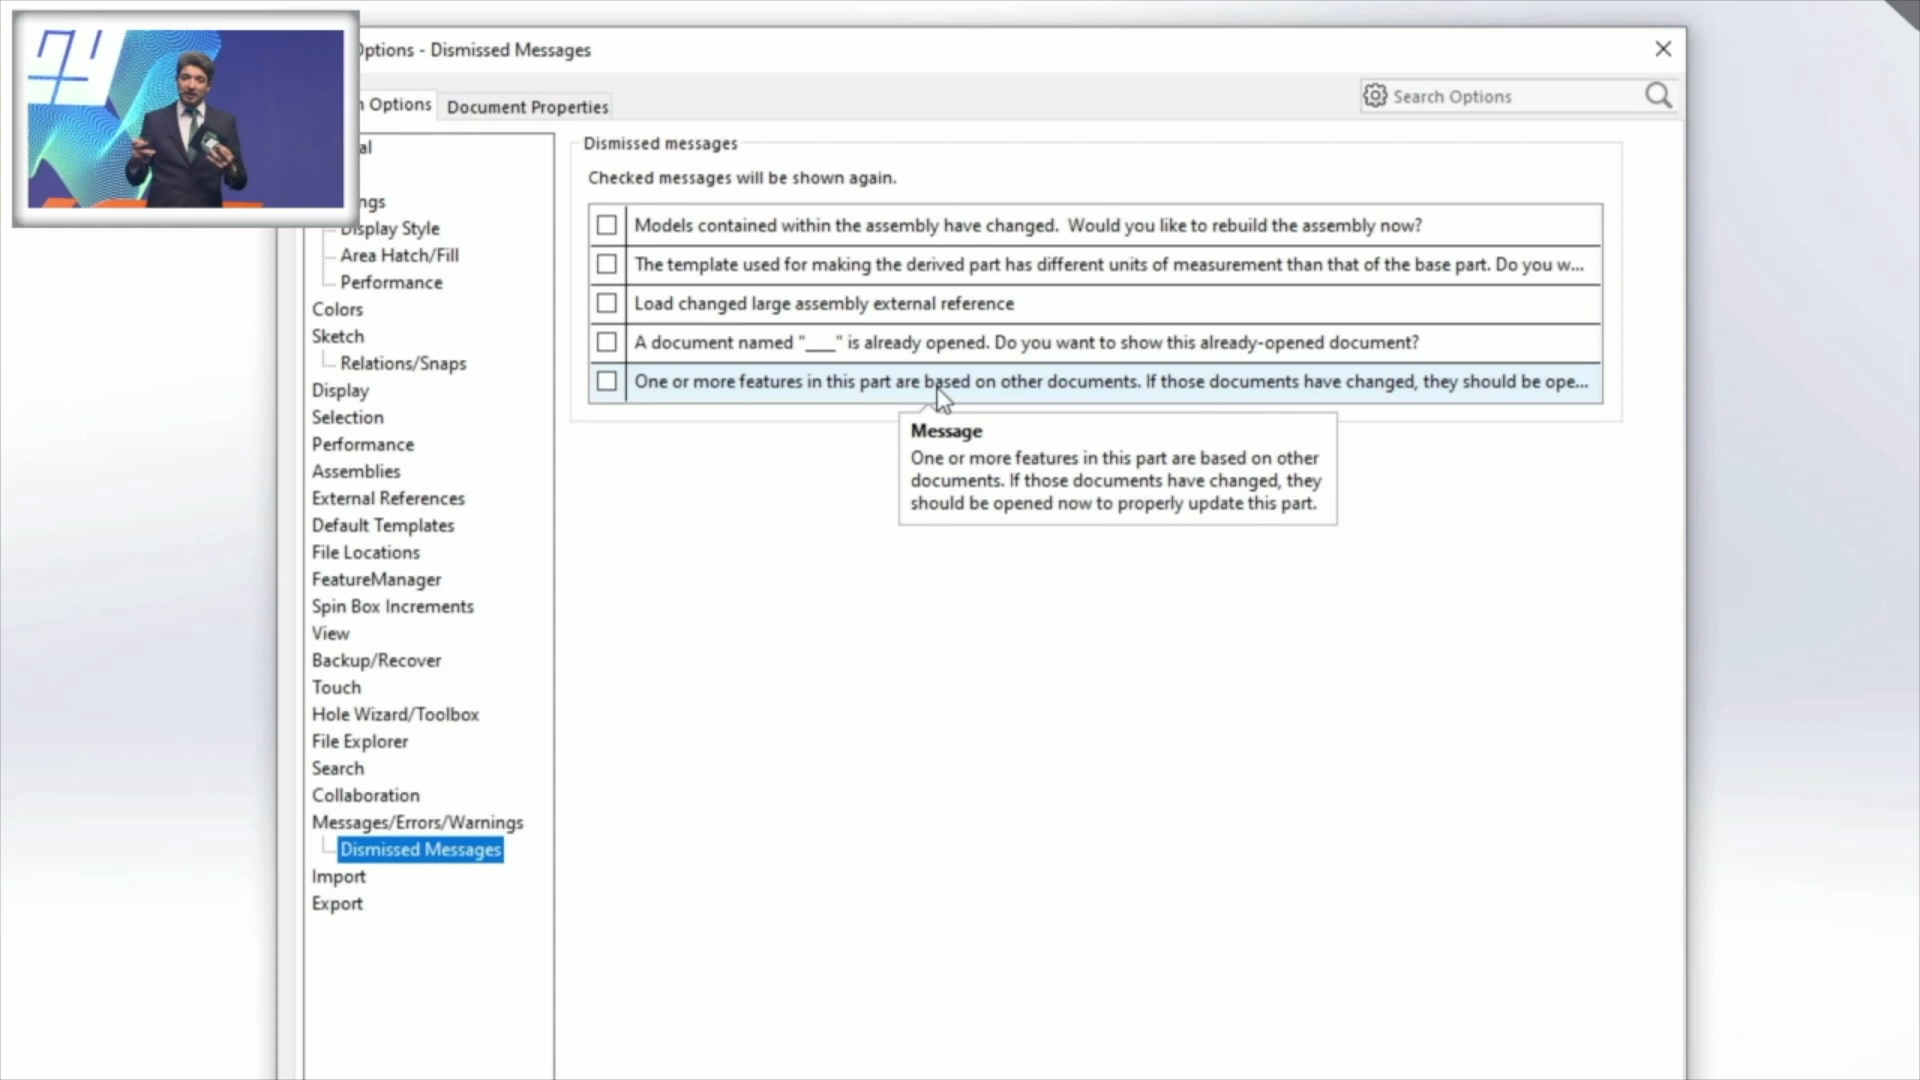 ptions - Dismissed Messages
Options
Document Properties
Search Options
al
ngs
Display Style
Area Hatch/Fill
Performance
Colors
Sketch
Relations/Snaps
Display
Selection
Performance
Assemblies
External References
Default Templates
File Locations
FeatureManager
Spin Box Increments
View
Backup/Recover
Touch
Hole Wizard/Toolbox
File Explorer
Search
Collaboration
Messages/Errors/Warnings
Dismissed Messages
Import
Export
Dismissed messages
Checked messages will be shown again.
Models contained within the assembly have changed.  Would you like to rebuild the assembly now?
The template used for making the derived part has different units of measurement than that of the base part. Do you w...
Load changed large assembly external reference
A document named "___" is already opened. Do you want to show this already-opened document?
One or more features in this part are based on other documents. If those documents have changed, they should be ope...
Message
One or more features in this part are based on other
documents. If those documents have changed, they
should be opened now to properly update this part.